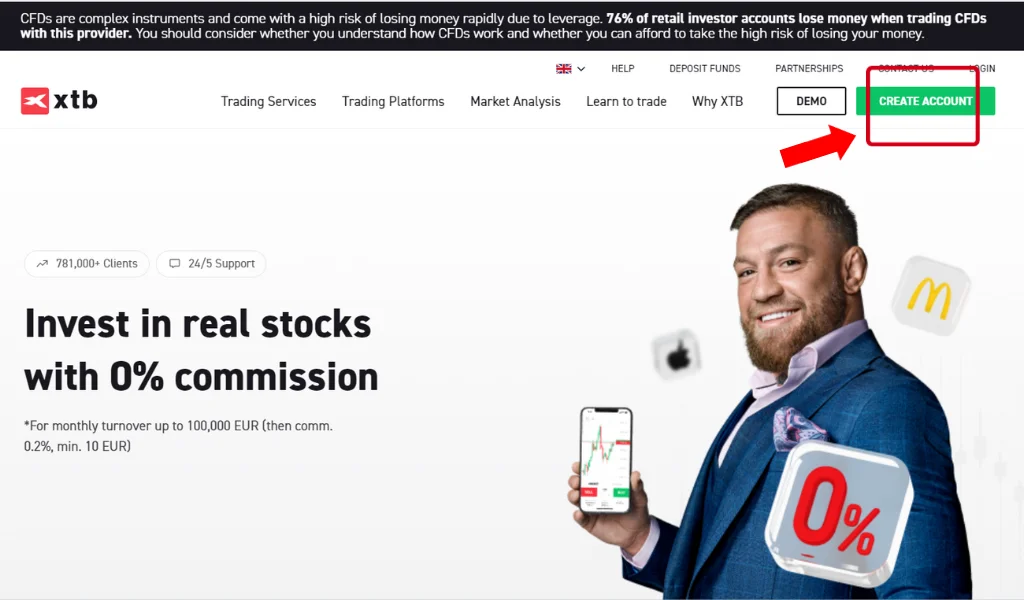 CFDs are complex instruments and come with a high risk of losing money rapidly due to leverage. 76% of retail investor accounts lose money when trading CFDs
with this provider. You should consider whether you understand how CFDs work and whether you can afford to take the high risk of losing your money.
HELP DEPOSIT FUNDS PARTNERSHIPS CONTACT US LOGIN
xtb Trading Services Trading Platforms Market Analysis Learn to trade Why XTB DEMO CREATE ACCOUNT
781,000+ Clients 24/5 Support
Invest in real stocks
with 0% commission
*For monthly turnover up to 100,000 EUR (then comm.
0.2%, min. 10 EUR)
SELL BUY
0%